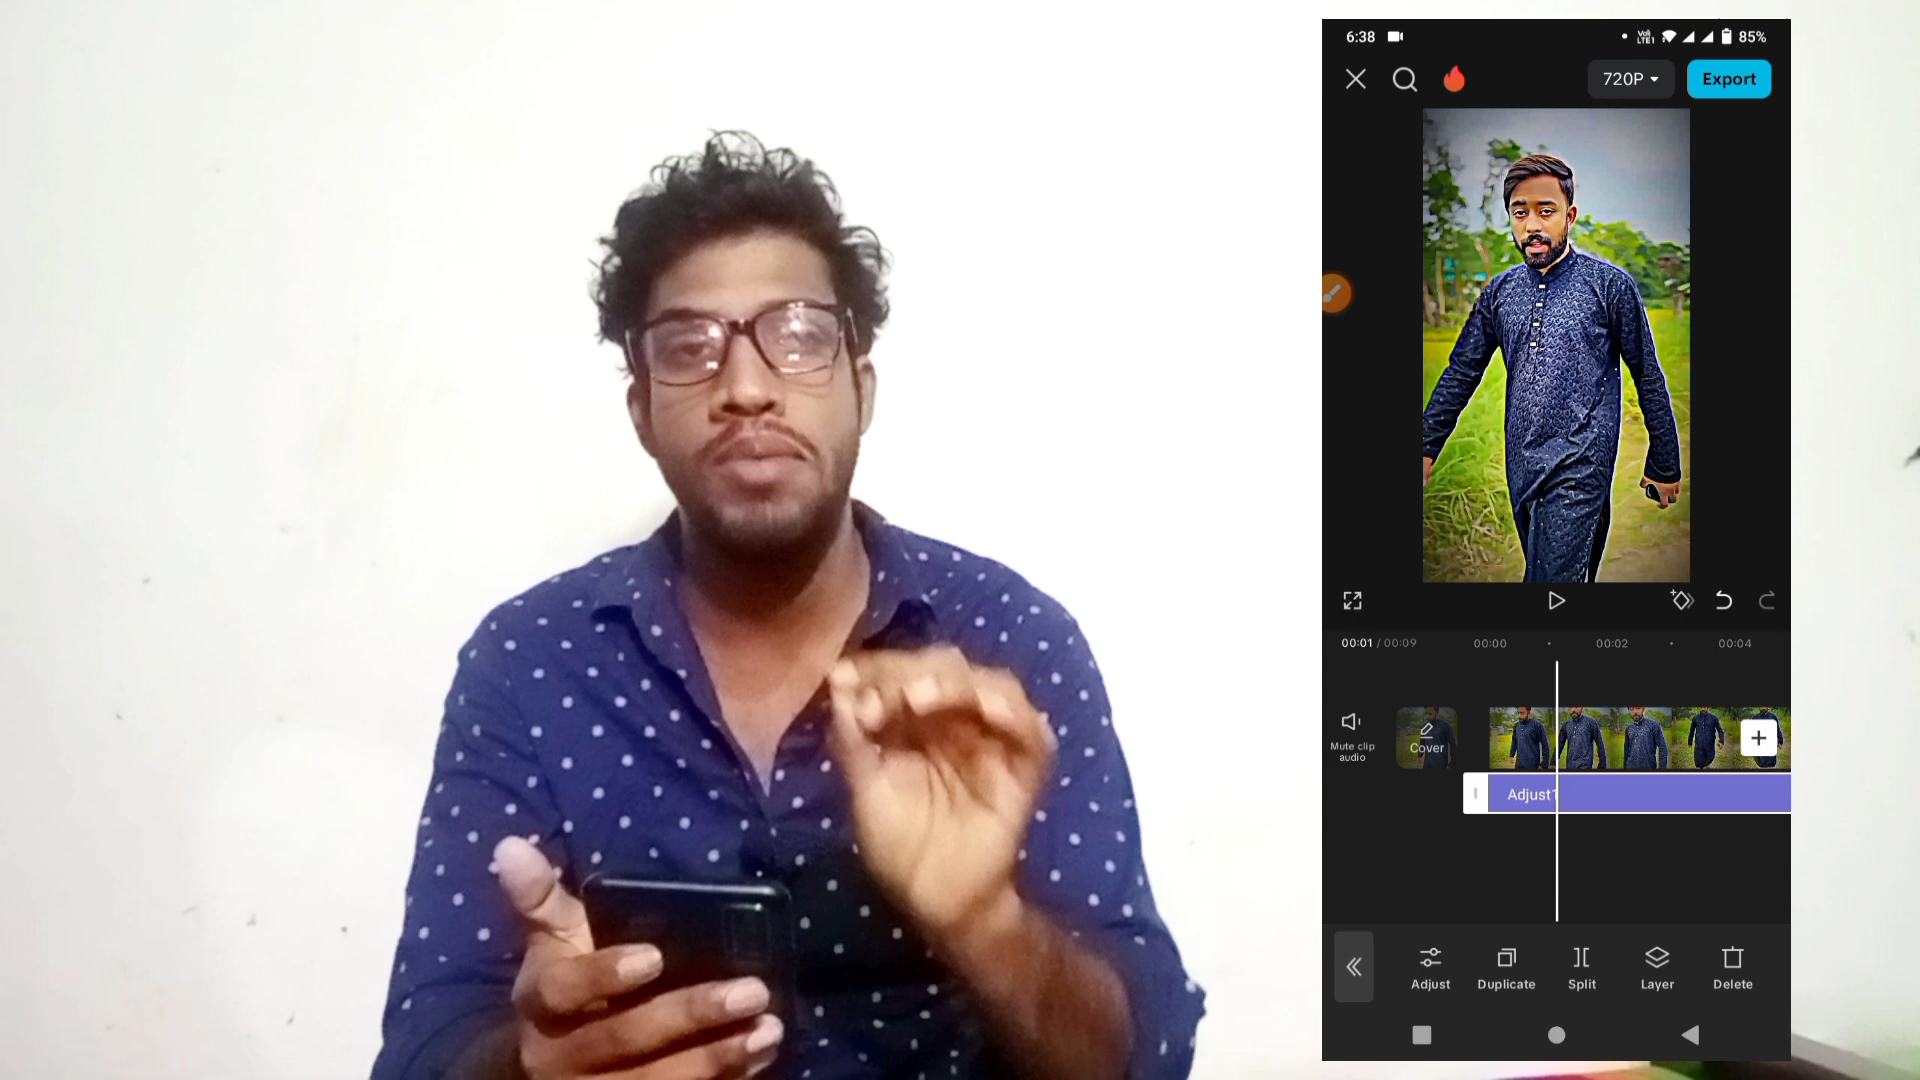 6:38
VoLTE1 85%
720P Export
00:01 / 00:09 00:00 00:02 00:04
Mute clip audio
Cover
Adjust1
Adjust Duplicate Split Layer Delete